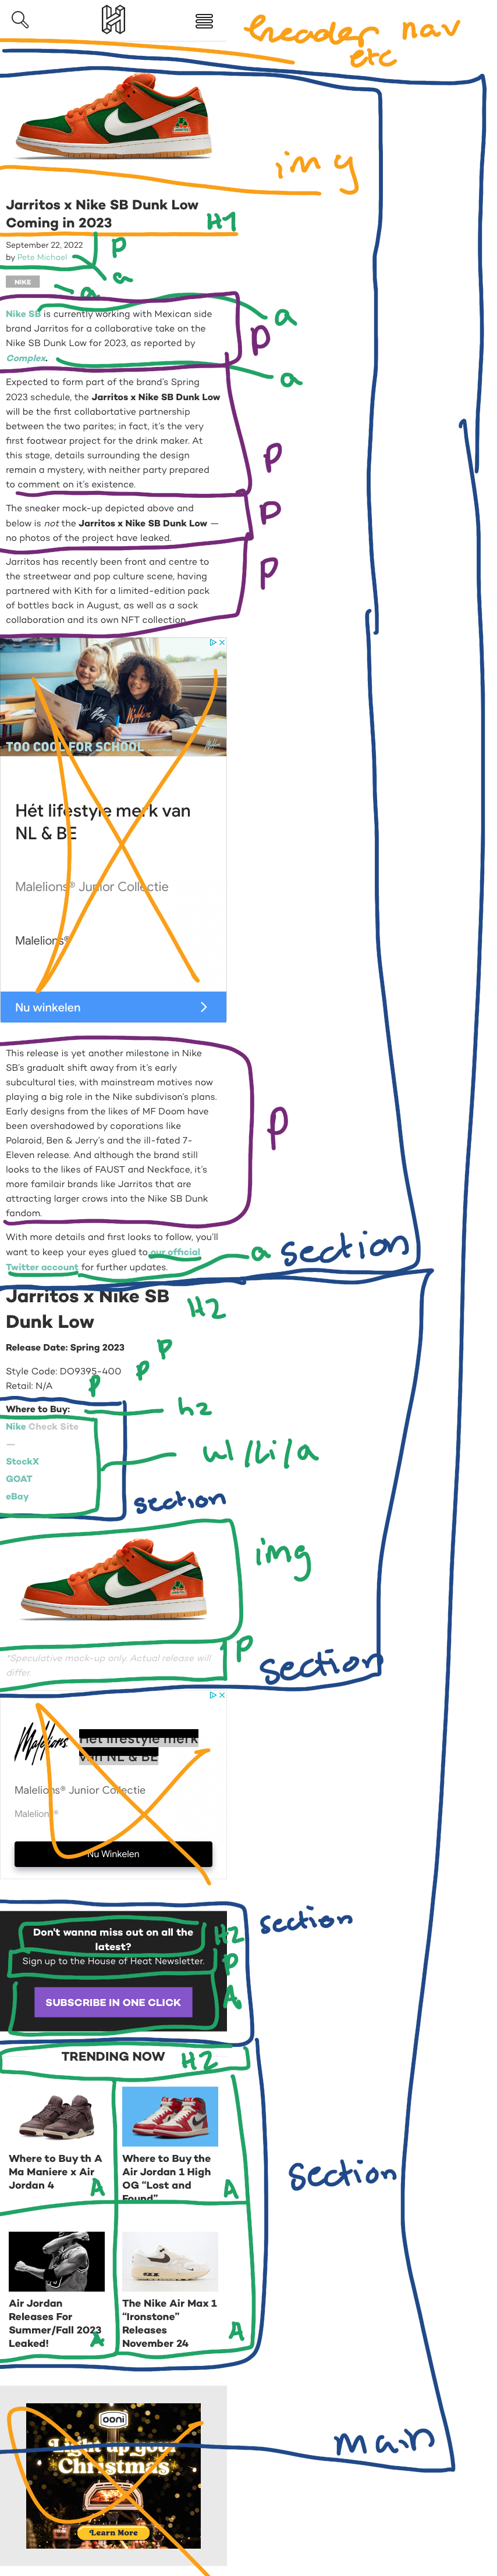 header nav
etc
img
Jarritos x Nike SB Dunk Low
Coming in 2023
H1
September 22, 2022
p
by Pete Michael
a
NIKE
a
Nike SB is currently working with Mexican side
a
brand Jarritos for a collaborative take on the
p
Nike SB Dunk Low for 2023, as reported by
Complex.
a
Expected to form part of the brand's Spring
2023 schedule, the Jarritos x Nike SB Dunk Low
will be the first collabortative partnership
between the two parites; in fact, it's the very
first footwear project for the drink maker. At
this stage, details surrounding the design
p
remain a mystery, with neither party prepared
to comment on it's existence.
The sneaker mock-up depicted above and
p
below is not the Jarritos x Nike SB Dunk Low —
no photos of the project have leaked.
Jarritos has recently been front and centre to
p
the streetwear and pop culture scene, having
partnered with Kith for a limited-edition pack
of bottles back in August, as well as a sock
collaboration and its own NFT collection.
TOO COOL FOR SCHOOL
Hét lifestyle merk van
NL & BE
Malelions® Junior Collectie
Malelions®
Nu winkelen
This release is yet another milestone in Nike
SB's gradualt shift away from it's early
subcultural ties, with mainstream motives now
playing a big role in the Nike subdivison's plans.
Early designs from the likes of MF Doom have
p
been overshadowed by coporations like
Polaroid, Ben & Jerry's and the ill-fated 7-
Eleven release. And although the brand still
looks to the likes of FAUST and Neckface, it's
more familair brands like Jarritos that are
attracting larger crows into the Nike SB Dunk
fandom.
With more details and first looks to follow, you'll
want to keep your eyes glued to our official
a section
Twitter account for further updates.
Jarritos x Nike SB
Dunk Low
H2
Release Date: Spring 2023
p
Style Code: DO9395-400
p
Retail: N/A
p
Where to Buy:
h2
Nike Check Site
—
ul/li/a
StockX
GOAT
eBay
section
img
p
*Speculative mock-up only. Actual release will
differ.
section
Malelions
Hét lifestyle merk
van NL & BE
Malelions® Junior Collectie
Malelions®
Nu Winkelen
section
Don't wanna miss out on all the
latest?
H2
Sign up to the House of Heat Newsletter.
P
SUBSCRIBE IN ONE CLICK
A
TRENDING NOW
H2
Where to Buy th A
Ma Maniere x Air
Jordan 4
A
Where to Buy the
Air Jordan 1 High
OG “Lost and
Found”
A
section
Air Jordan
Releases For
Summer/Fall 2023
Leaked!
A
The Nike Air Max 1
“Ironstone”
Releases
November 24
A
main
ooni
Light up your
Christmas
Learn More